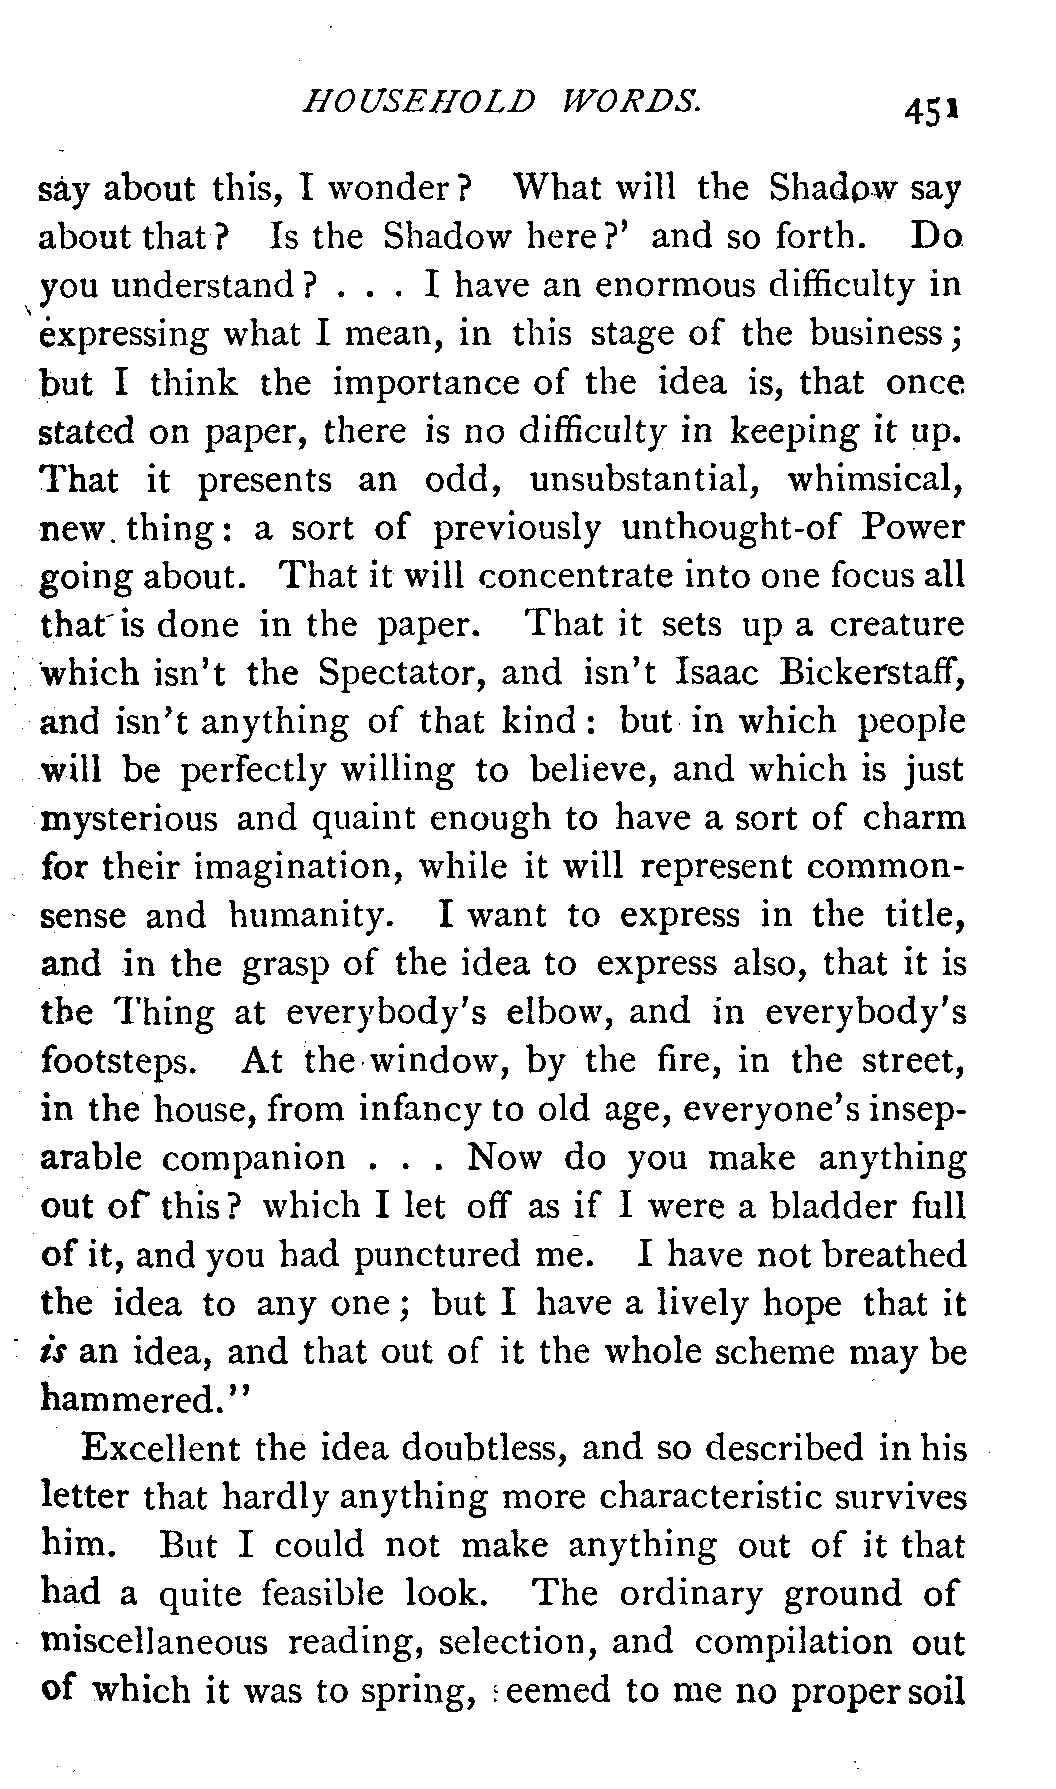 HOUSEHOLD WORDS. 451
say about this, I wonder? What will the Shadow say
about that? Is the Shadow here?' and so forth. Do
you understand? . . . I have an enormous difficulty in
expressing what I mean, in this stage of the business;
but I think the importance of the idea is, that once
stated on paper, there is no difficulty in keeping it up.
That it presents an odd, unsubstantial, whimsical,
new thing: a sort of previously unthought-of Power
going about. That it will concentrate into one focus all
that is done in the paper. That it sets up a creature
which isn't the Spectator, and isn't Isaac Bickerstaff,
and isn't anything of that kind: but in which people
will be perfectly willing to believe, and which is just
mysterious and quaint enough to have a sort of charm
for their imagination, while it will represent common-
sense and humanity. I want to express in the title,
and in the grasp of the idea to express also, that it is
the Thing at everybody's elbow, and in everybody's
footsteps. At the window, by the fire, in the street,
in the house, from infancy to old age, everyone's insep-
arable companion . . . Now do you make anything
out of this? which I let off as if I were a bladder full
of it, and you had punctured me. I have not breathed
the idea to any one; but I have a lively hope that it
is an idea, and that out of it the whole scheme may be
hammered."
Excellent the idea doubtless, and so described in his
letter that hardly anything more characteristic survives
him. But I could not make anything out of it that
had a quite feasible look. The ordinary ground of
miscellaneous reading, selection, and compilation out
of which it was to spring, seemed to me no proper soil